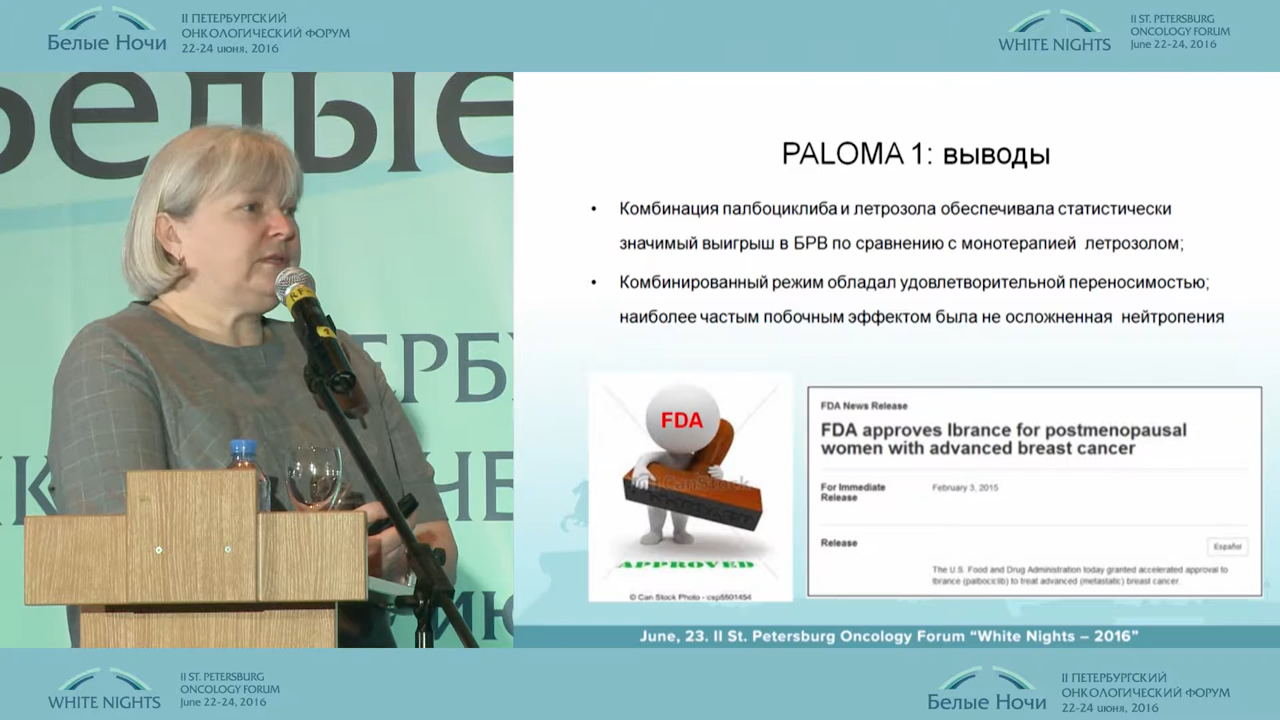 II ПЕТЕРБУРГСКИЙ
ОНКОЛОГИЧЕСКИЙ ФОРУМ
Белые Ночи
22-24 июня, 2016
II ST. PETERSBURG
ONCOLOGY FORUM
WHITE NIGHTS
June 22-24, 2016
Белые
ЕРБУ
PALOMA 1: выводы
• Комбинация палбоциклиба и летрозола обеспечивала статистически
значимый выигрыш в БРВ по сравнению с монотерапией летрозолом;
• Комбинированный режим обладал удовлетворительной переносимостью;
наиболее частым побочным эффектом была не осложненная нейтропения
FDA
APPROVED
© Can Stock Photo - csp5501454
FDA News Release
FDA approves Ibrance for postmenopausal
women with advanced breast cancer
For Immediate
Release
February 3, 2015
Release
Español
The U.S. Food and Drug Administration today granted accelerated approval to
Ibrance (palbociclib) to treat advanced (metastatic) breast cancer.
June, 23. II St. Petersburg Oncology Forum “White Nights – 2016”
II ST. PETERSBURG
ONCOLOGY FORUM
WHITE NIGHTS
June 22-24, 2016
II ПЕТЕРБУРГСКИЙ
ОНКОЛОГИЧЕСКИЙ ФОРУМ
Белые Ночи
22-24 июня, 2016